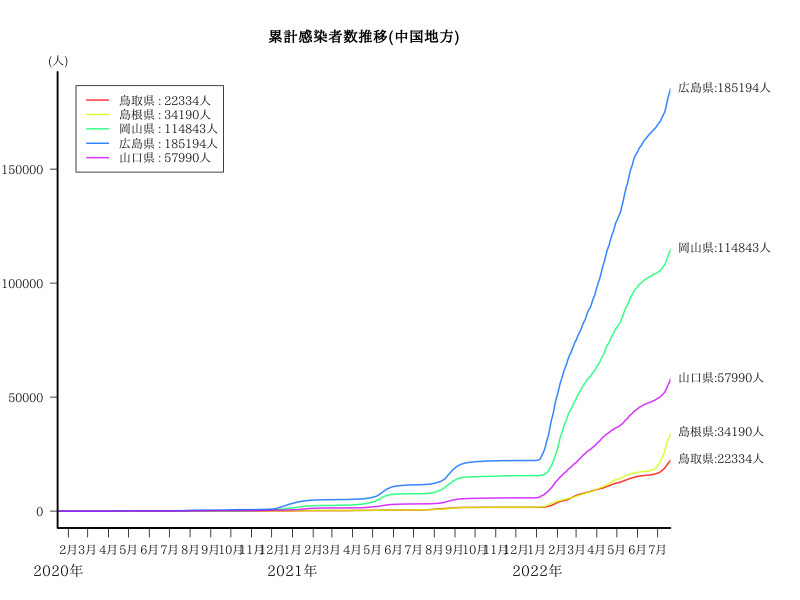 累計感染者数推移(中国地方)
(人)
鳥取県 : 22334人
島根県 : 34190人
岡山県 : 114843人
広島県 : 185194人
山口県 : 57990人
広島県:185194人
150000
岡山県:114843人
100000
山口県:57990人
50000
島根県:34190人
鳥取県:22334人
0
2月3月 4月 5月 6月 7月 8月 9月10月11月12月 1月 2月3月 4月 5月 6月 7月 8月 9月10月11月12月 1月 2月3月 4月 5月 6月 7月
2020年 2021年 2022年